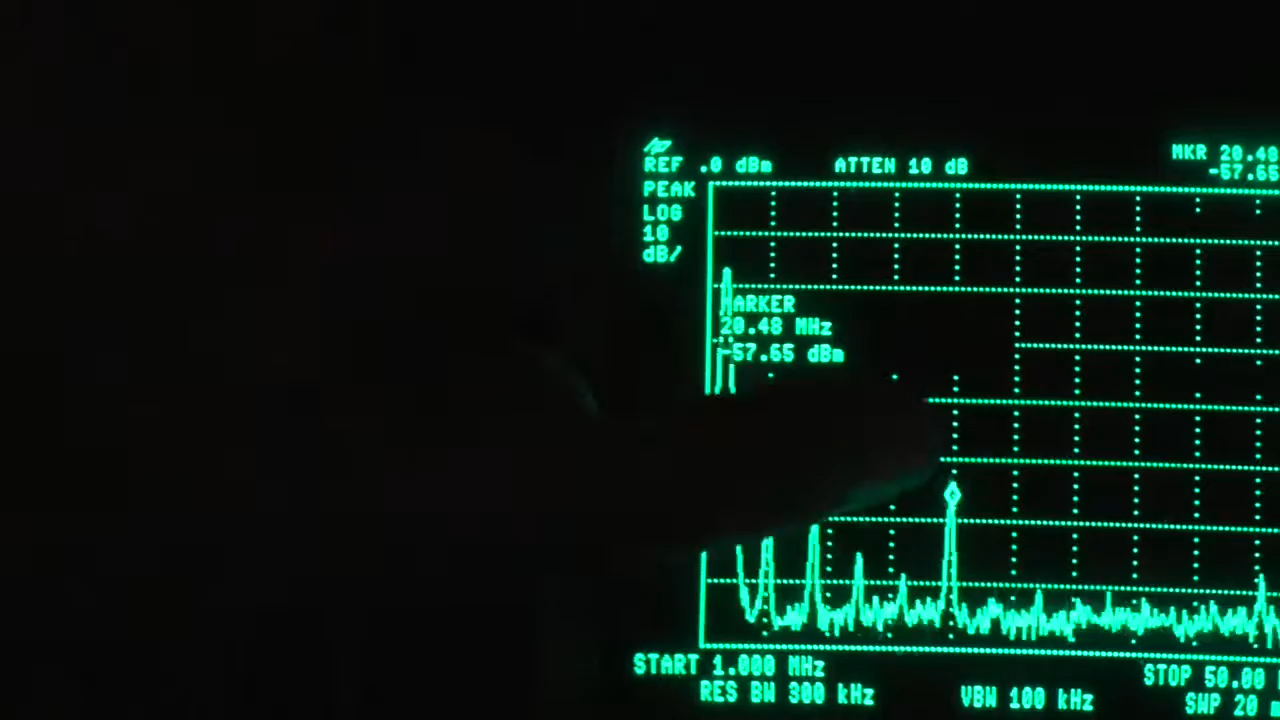 REF .0 dBm ATTEN 10 dB MKR 20.48
-57.65
PEAK
LOG
10
dB/
MARKER
20.48 MHz
-57.65 dBm
START 1.000 MHz STOP 50.00
RES BW 300 kHz VBW 100 kHz SWP 20